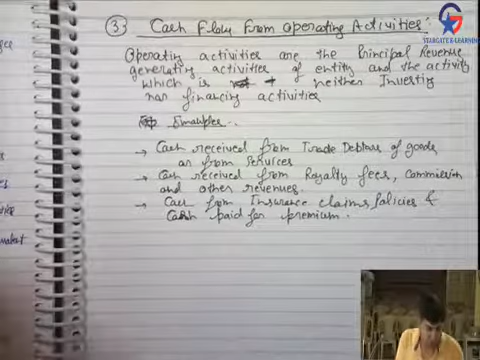 ③ Cash Flow from operating Activities:
STARGATEX-LEARNING
Operating activities are the Principal Revenue
generating activities of entity and the activity
which is neither Investing
nor financing activities
Examples..
→ Cash received from Trade Debtors of goods
or from services
→ Cash received from Royalty fees, Commission
and other revenues
→ Cash from Insurance claims, policies &
Cash paid for premium.